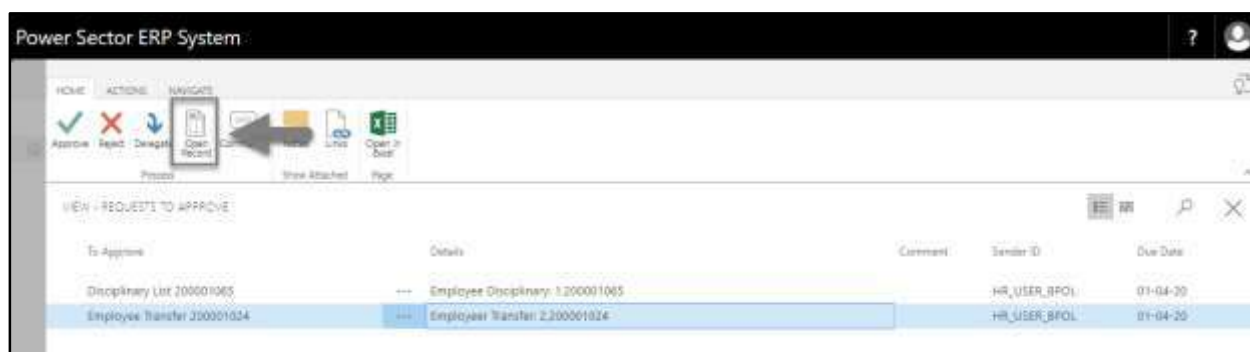 Power Sector ERP System ?
HOME ACTIONS NAVIGATE
Approve Reject Delegate Open Record Links Open in Excel
Process Show Attached Page
VIEW - REQUESTS TO APPROVE
To Approve Details Comment Sender ID Due Date
Disciplinary List 200001065 ... Employee Disciplinary: 1.200001065 HR_USER_BPOL 01-04-20
Employee Transfer 200001024 ... Employeer Transfer: 2.200001024 HR_USER_BPOL 01-04-20